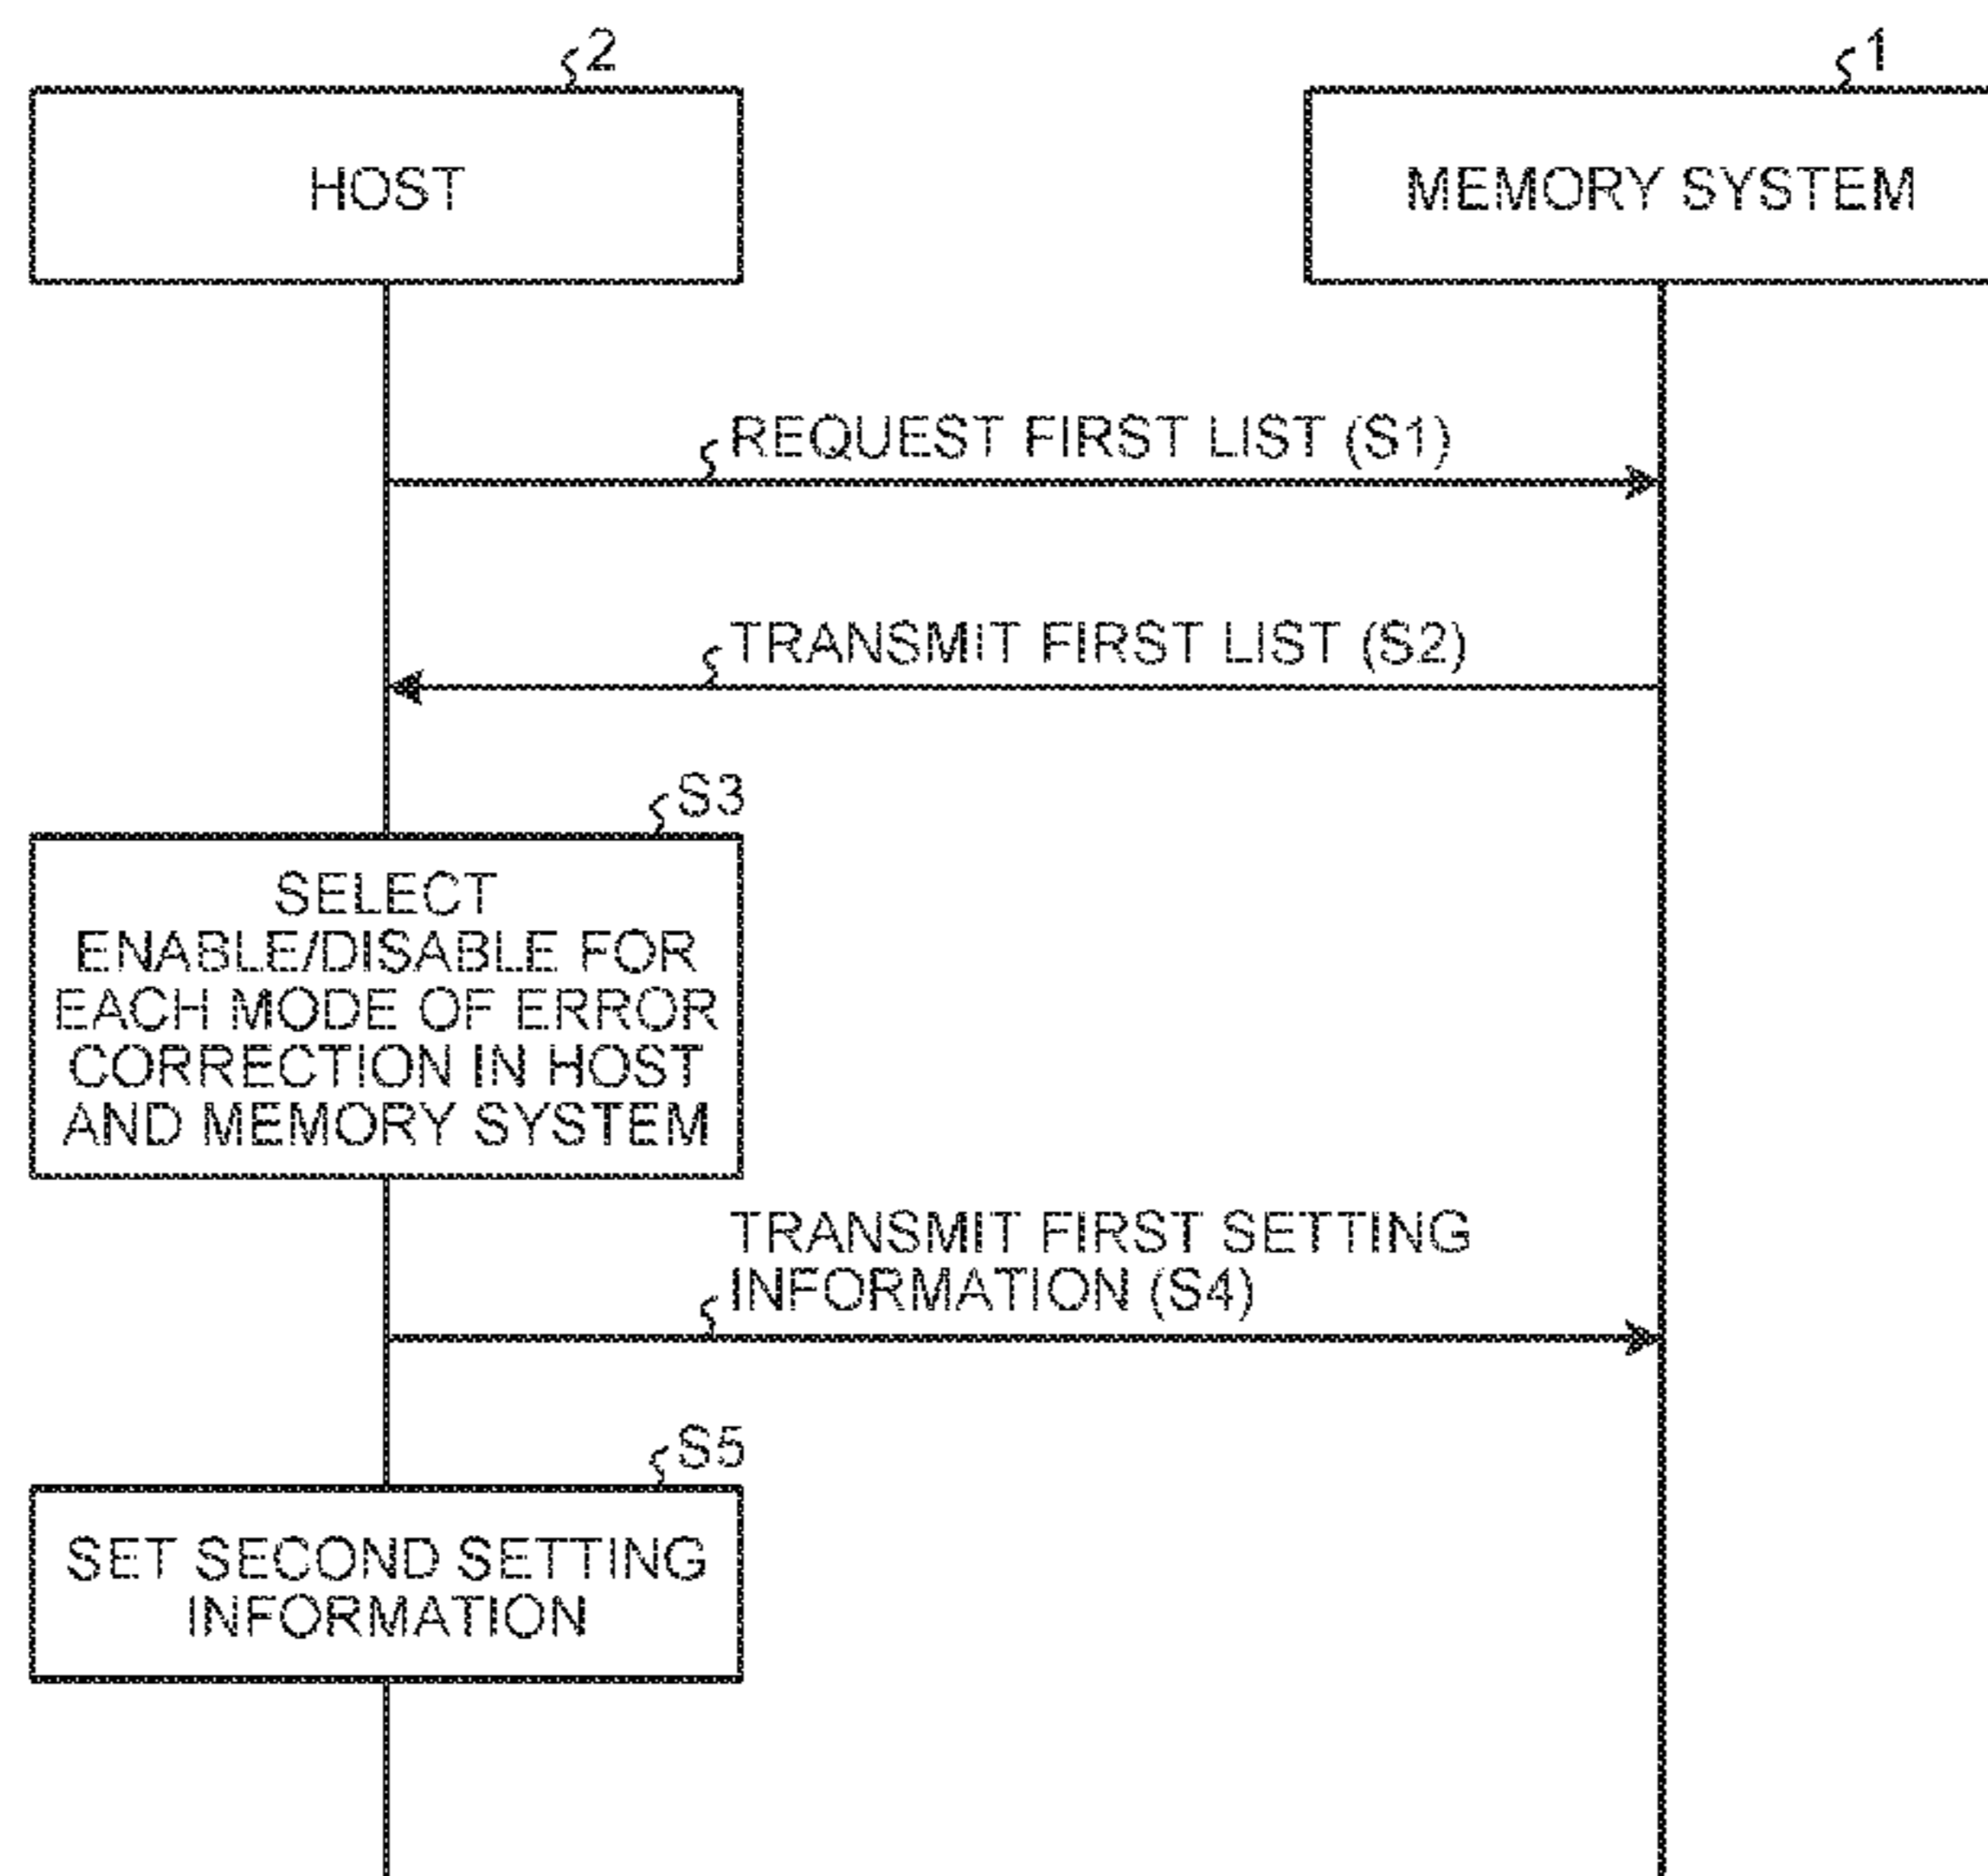 2
1
HOST
MEMORY SYSTEM
REQUEST FIRST LIST (S1)
TRANSMIT FIRST LIST (S2)
S3
SELECT
ENABLE/DISABLE FOR
EACH MODE OF ERROR
CORRECTION IN HOST
AND MEMORY SYSTEM
TRANSMIT FIRST SETTING
INFORMATION (S4)
S5
SET SECOND SETTING
INFORMATION